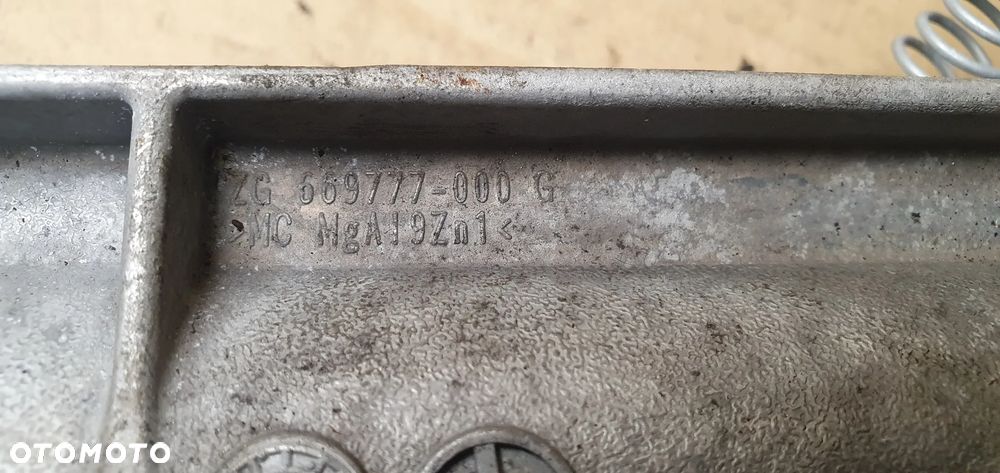 ZG 669777-000 G
>MC MgAl9Zn1<
OTOMOTO